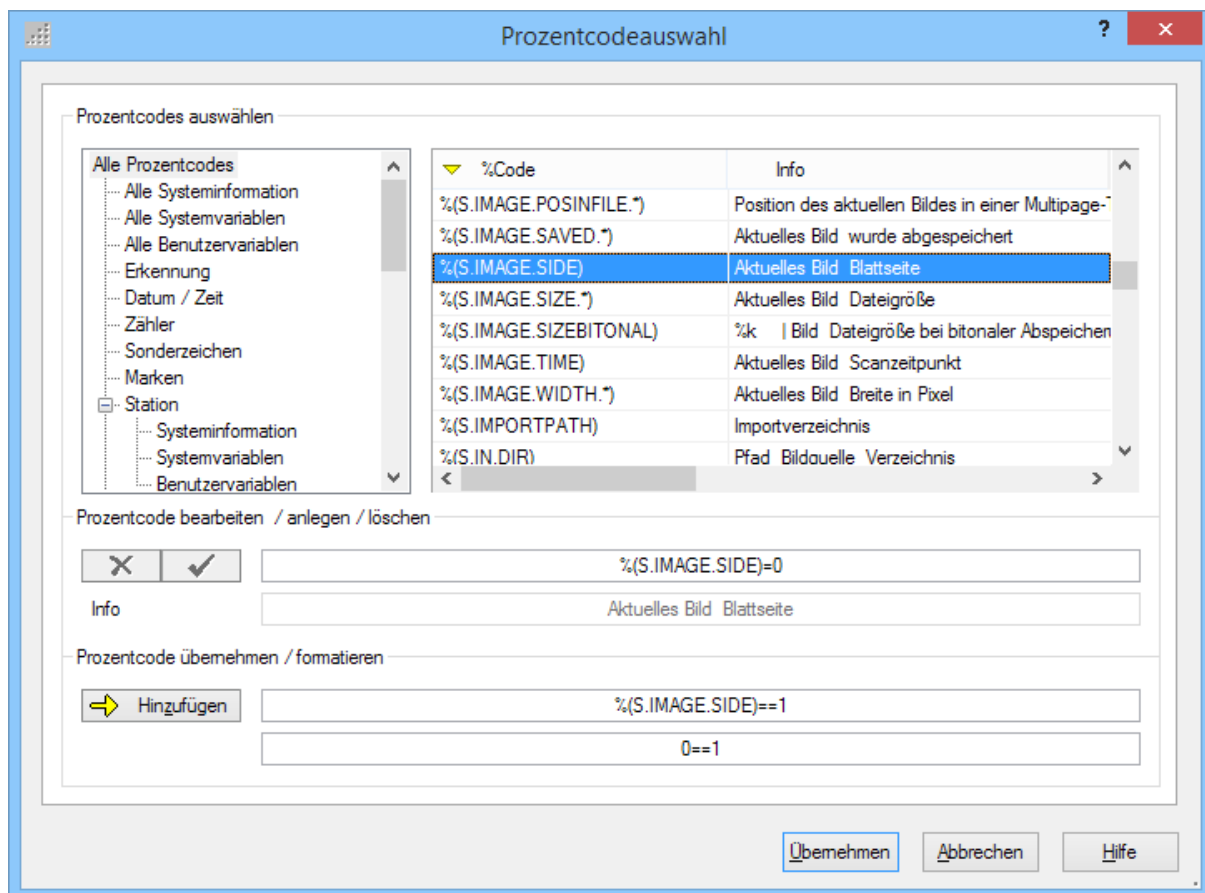 Prozentcodeauswahl
?
Prozentcodes auswählen
Alle Prozentcodes
Alle Systeminformation
Alle Systemvariablen
Alle Benutzervariablen
Erkennung
Datum / Zeit
Zähler
Sonderzeichen
Marken
Station
Systeminformation
Systemvariablen
Benutzervariablen
%Code Info
%(S.IMAGE.POSINFILE.*) Position des aktuellen Bildes in einer Multipage-T
%(S.IMAGE.SAVED.*) Aktuelles Bild wurde abgespeichert
%(S.IMAGE.SIDE) Aktuelles Bild Blattseite
%(S.IMAGE.SIZE.*) Aktuelles Bild Dateigröße
%(S.IMAGE.SIZEBITONAL) %k | Bild Dateigröße bei bitonaler Abspeichern
%(S.IMAGE.TIME) Aktuelles Bild Scanzeitpunkt
%(S.IMAGE.WIDTH.*) Aktuelles Bild Breite in Pixel
%(S.IMPORTPATH) Importverzeichnis
%(S.IN.DIR) Pfad Bildquelle Verzeichnis
Prozentcode bearbeiten / anlegen / löschen
%(S.IMAGE.SIDE)=0
Info Aktuelles Bild Blattseite
Prozentcode übernehmen / formatieren
Hinzufügen %(S.IMAGE.SIDE)==1
0==1
Übernehmen Abbrechen Hilfe